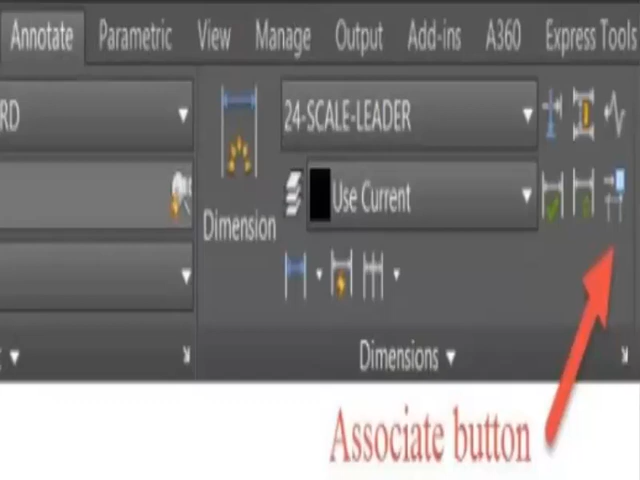 Annotate Parametric View Manage Output Add-ins A360 Express Tools
RD 24-SCALE-LEADER
Use Current
Dimension
Dimensions
Associate button